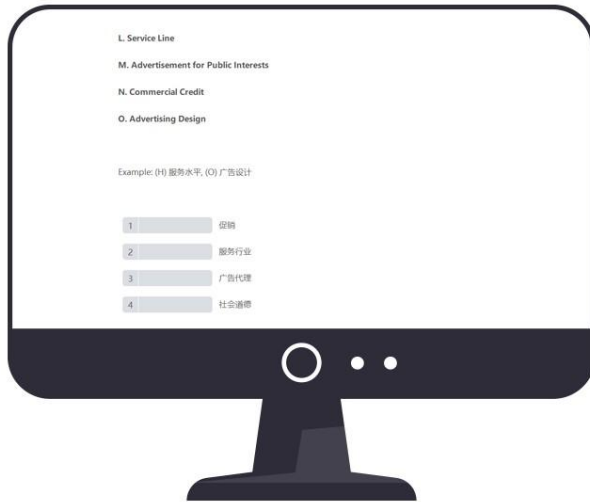 L. Service Line
M. Advertisement for Public Interests
N. Commercial Credit
O. Advertising Design
Example: (H) 服务水平, (O) 广告设计
1 促销
2 服务行业
3 广告代理
4 社会道德